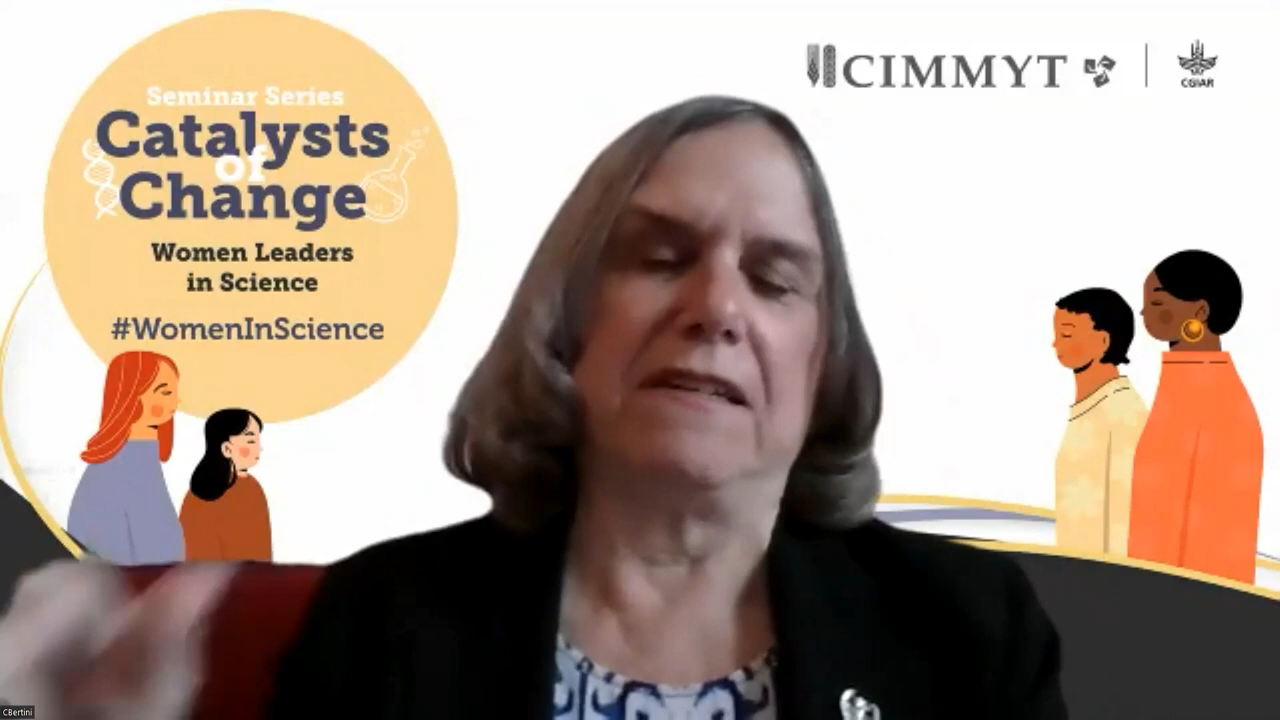 Seminar Series
Catalysts
of
Change
Women Leaders
in Science
#WomenInScience
CIMMYT
CGIAR
CBertini